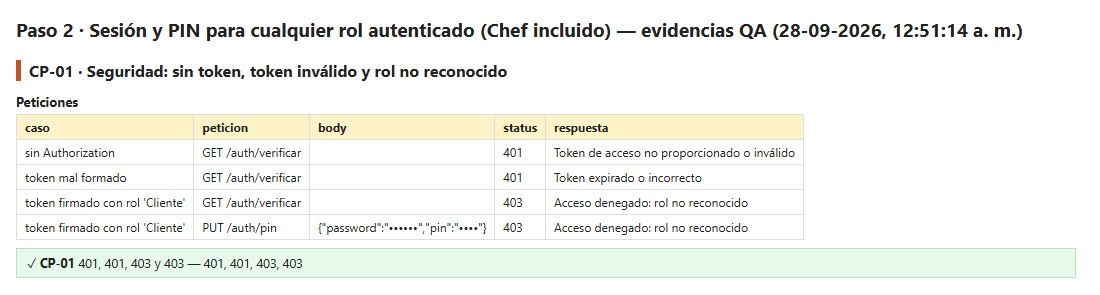 Paso 2 · Sesión y PIN para cualquier rol autenticado (Chef incluido) — evidencias QA (28-09-2026, 12:51:14 a. m.)
CP-01 · Seguridad: sin token, token inválido y rol no reconocido
Peticiones
caso peticion body status respuesta
sin Authorization GET /auth/verificar 401 Token de acceso no proporcionado o inválido
token mal formado GET /auth/verificar 401 Token expirado o incorrecto
token firmado con rol 'Cliente' GET /auth/verificar 403 Acceso denegado: rol no reconocido
token firmado con rol 'Cliente' PUT /auth/pin {"password":"••••••","pin":"••••"} 403 Acceso denegado: rol no reconocido
✓ CP-01 401, 401, 403 y 403 — 401, 401, 403, 403